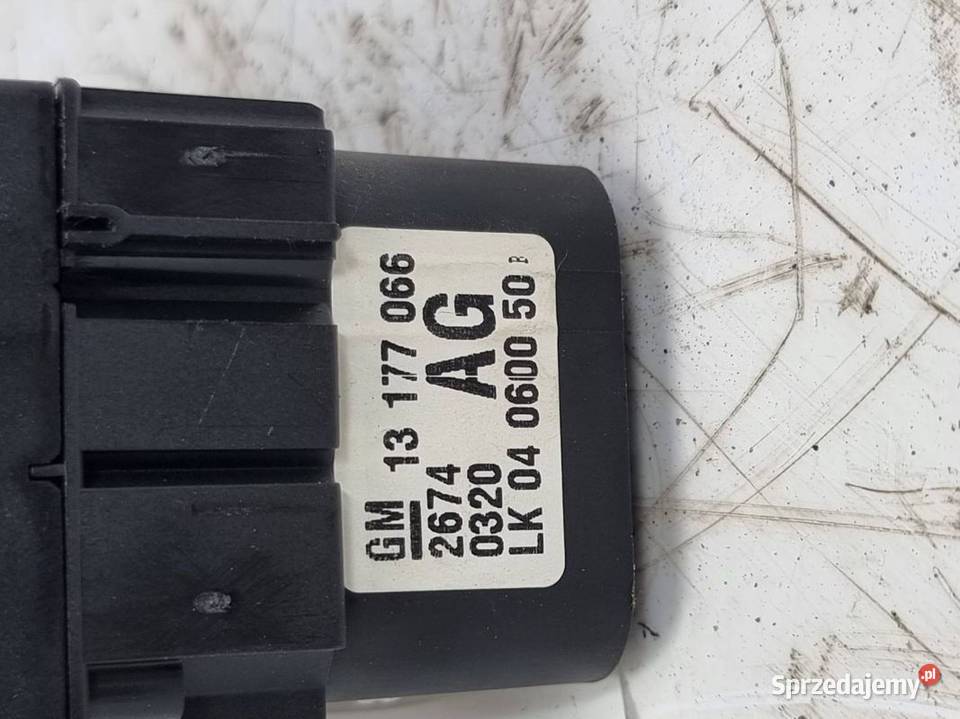 GM 13 177 066
2674 AG
0320
LK 04 0600 50 B
Sprzedajemy.pl